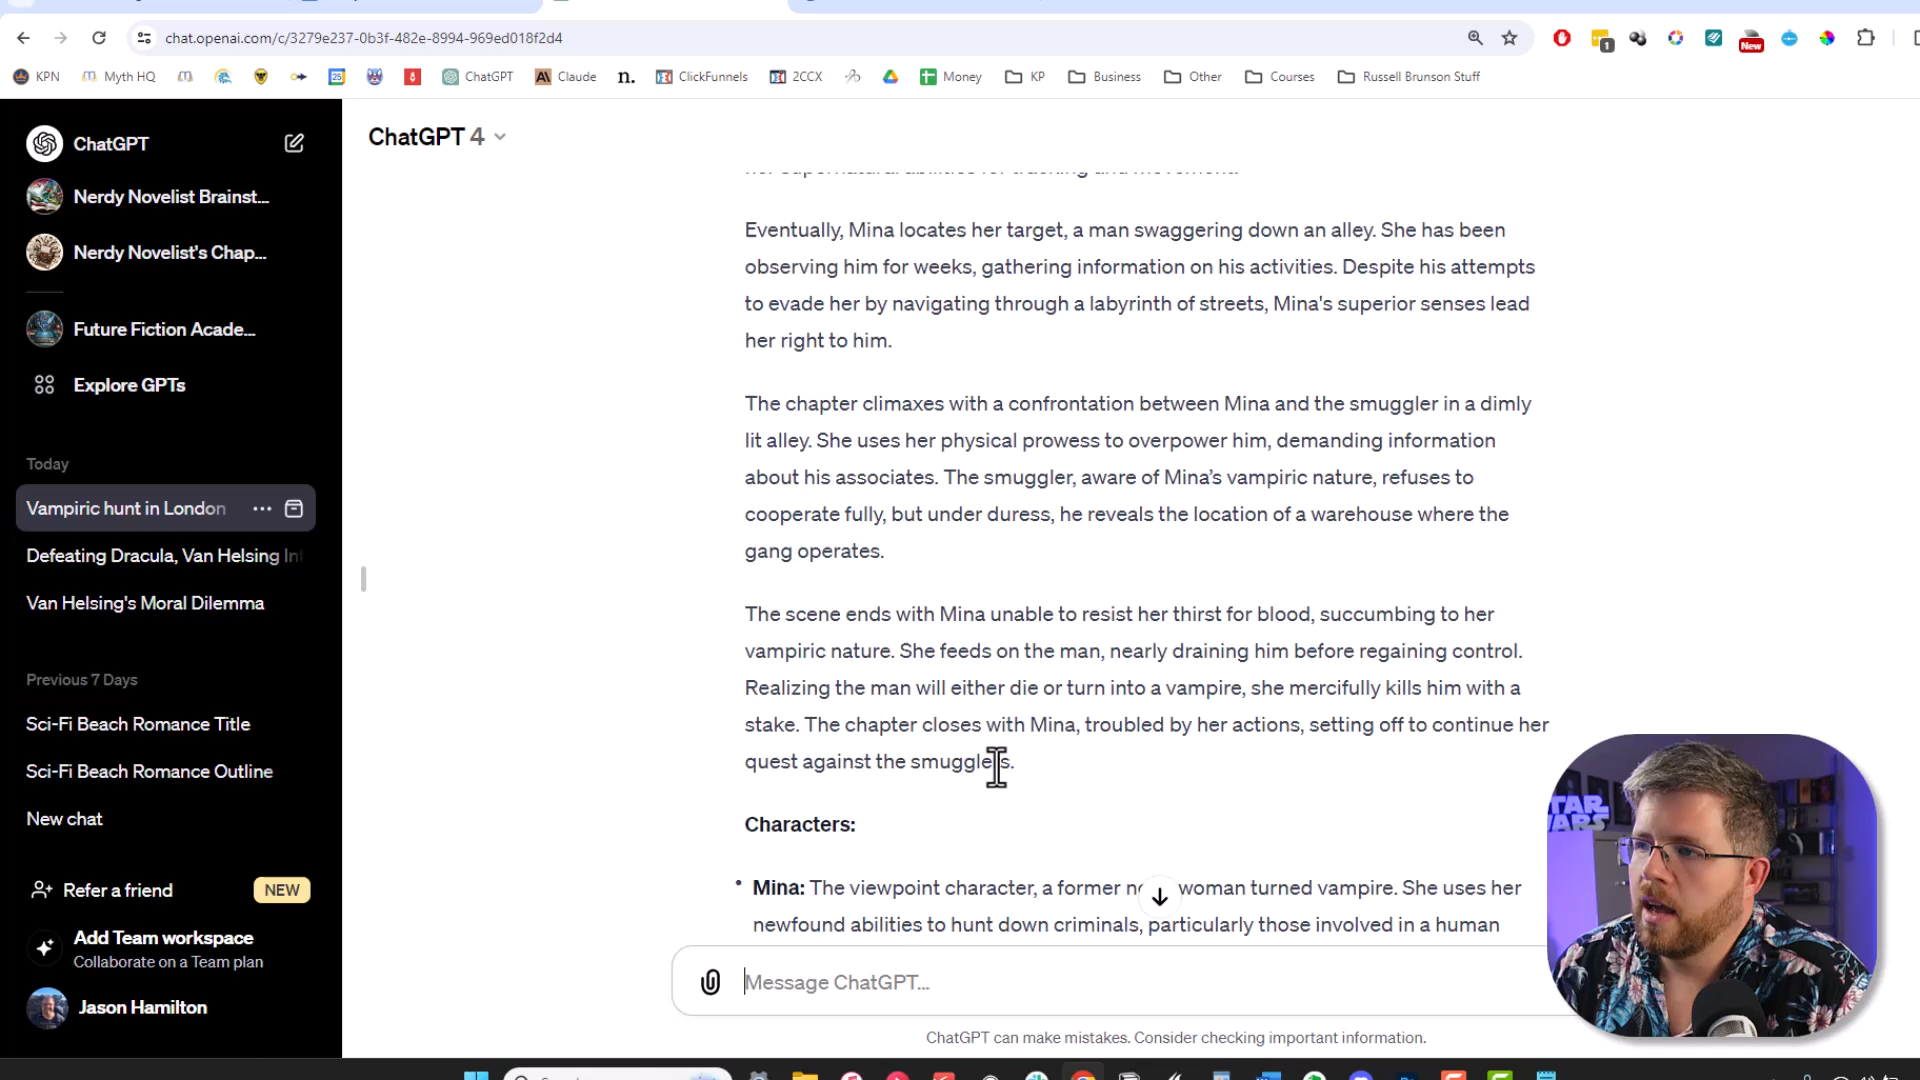 chat.openai.com/c/3279e237-0b3f-482e-8994-969ed018f2d4
1
New
KPN
Myth HQ
25
ChatGPT
Claude
n.
ClickFunnels
2CCX
Money
KP
Business
Other
Courses
Russell Brunson Stuff
ChatGPT
Nerdy Novelist Brainst...
Nerdy Novelist's Chap...
Future Fiction Acade...
Explore GPTs
Today
Vampiric hunt in London
Defeating Dracula, Van Helsing In
Van Helsing's Moral Dilemma
Previous 7 Days
Sci-Fi Beach Romance Title
Sci-Fi Beach Romance Outline
New chat
Refer a friend
NEW
Add Team workspace
Collaborate on a Team plan
Jason Hamilton
ChatGPT 4
her supernatural abilities for tracking and movement.
Eventually, Mina locates her target, a man swaggering down an alley. She has been
observing him for weeks, gathering information on his activities. Despite his attempts
to evade her by navigating through a labyrinth of streets, Mina's superior senses lead
her right to him.
The chapter climaxes with a confrontation between Mina and the smuggler in a dimly
lit alley. She uses her physical prowess to overpower him, demanding information
about his associates. The smuggler, aware of Mina’s vampiric nature, refuses to
cooperate fully, but under duress, he reveals the location of a warehouse where the
gang operates.
The scene ends with Mina unable to resist her thirst for blood, succumbing to her
vampiric nature. She feeds on the man, nearly draining him before regaining control.
Realizing the man will either die or turn into a vampire, she mercifully kills him with a
stake. The chapter closes with Mina, troubled by her actions, setting off to continue her
quest against the smugglers.
Characters:
• Mina: The viewpoint character, a former woman turned vampire. She uses her
newfound abilities to hunt down criminals, particularly those involved in a human
Message ChatGPT...
ChatGPT can make mistakes. Consider checking important information.
STAR
WARS